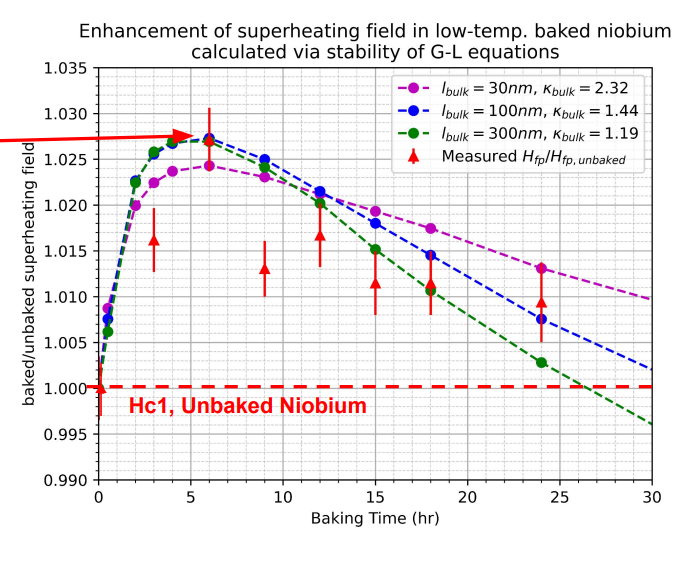 Enhancement of superheating field in low-temp. baked niobium
calculated via stability of G-L equations
baked/unbaked superheating field
1.035
1.030
1.025
1.020
1.015
1.010
1.005
1.000
0.995
0.990
l_bulk = 30nm, κ_bulk = 2.32
l_bulk = 100nm, κ_bulk = 1.44
l_bulk = 300nm, κ_bulk = 1.19
Measured H_fp/H_fp,unbaked
Hc1, Unbaked Niobium
0 5 10 15 20 25 30
Baking Time (hr)